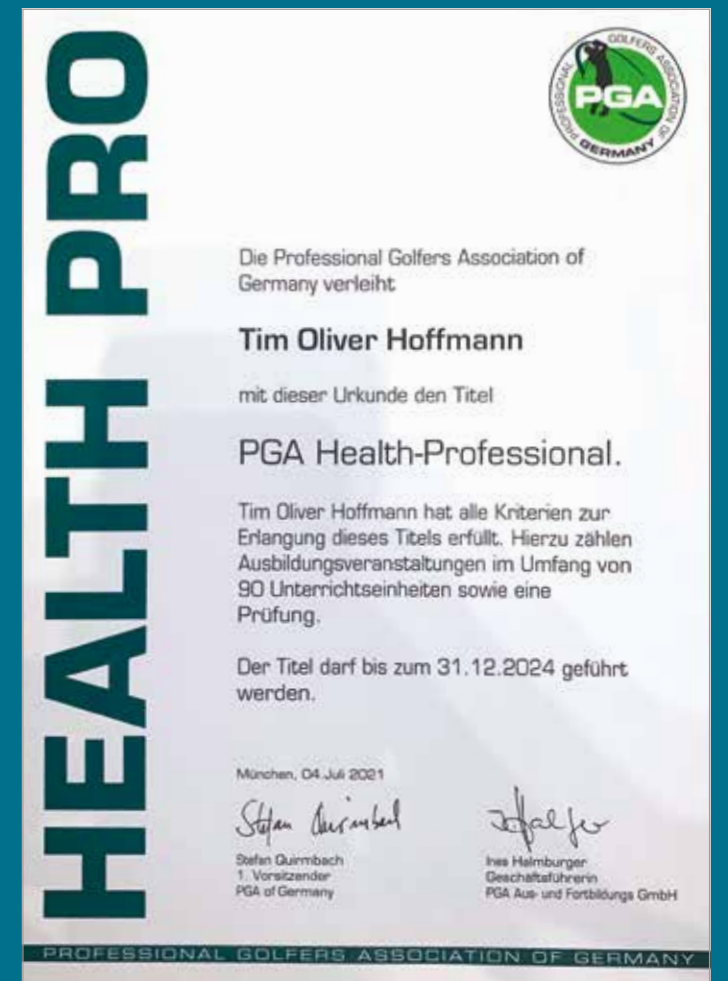 HEALTH PRO
PROFESSIONAL GOLFERS ASSOCIATION OF GERMANY
PGA
Die Professional Golfers Association of
Germany verleiht
Tim Oliver Hoffmann
mit dieser Urkunde den Titel
PGA Health-Professional.
Tim Oliver Hoffmann hat alle Kriterien zur
Erlangung dieses Titels erfüllt. Hierzu zählen
Ausbildungsveranstaltungen im Umfang von
90 Unterrichtseinheiten sowie eine
Prüfung.
Der Titel darf bis zum 31.12.2024 geführt
werden.
München, 04.Juli 2021
Stefan Quirmbach
Stefan Quirmbach
1. Vorsitzender
PGA of Germany
Ines Halmburger
Geschäftsführerin
PGA Aus- und Fortbildungs GmbH
PROFESSIONAL GOLFERS ASSOCIATION OF GERMANY